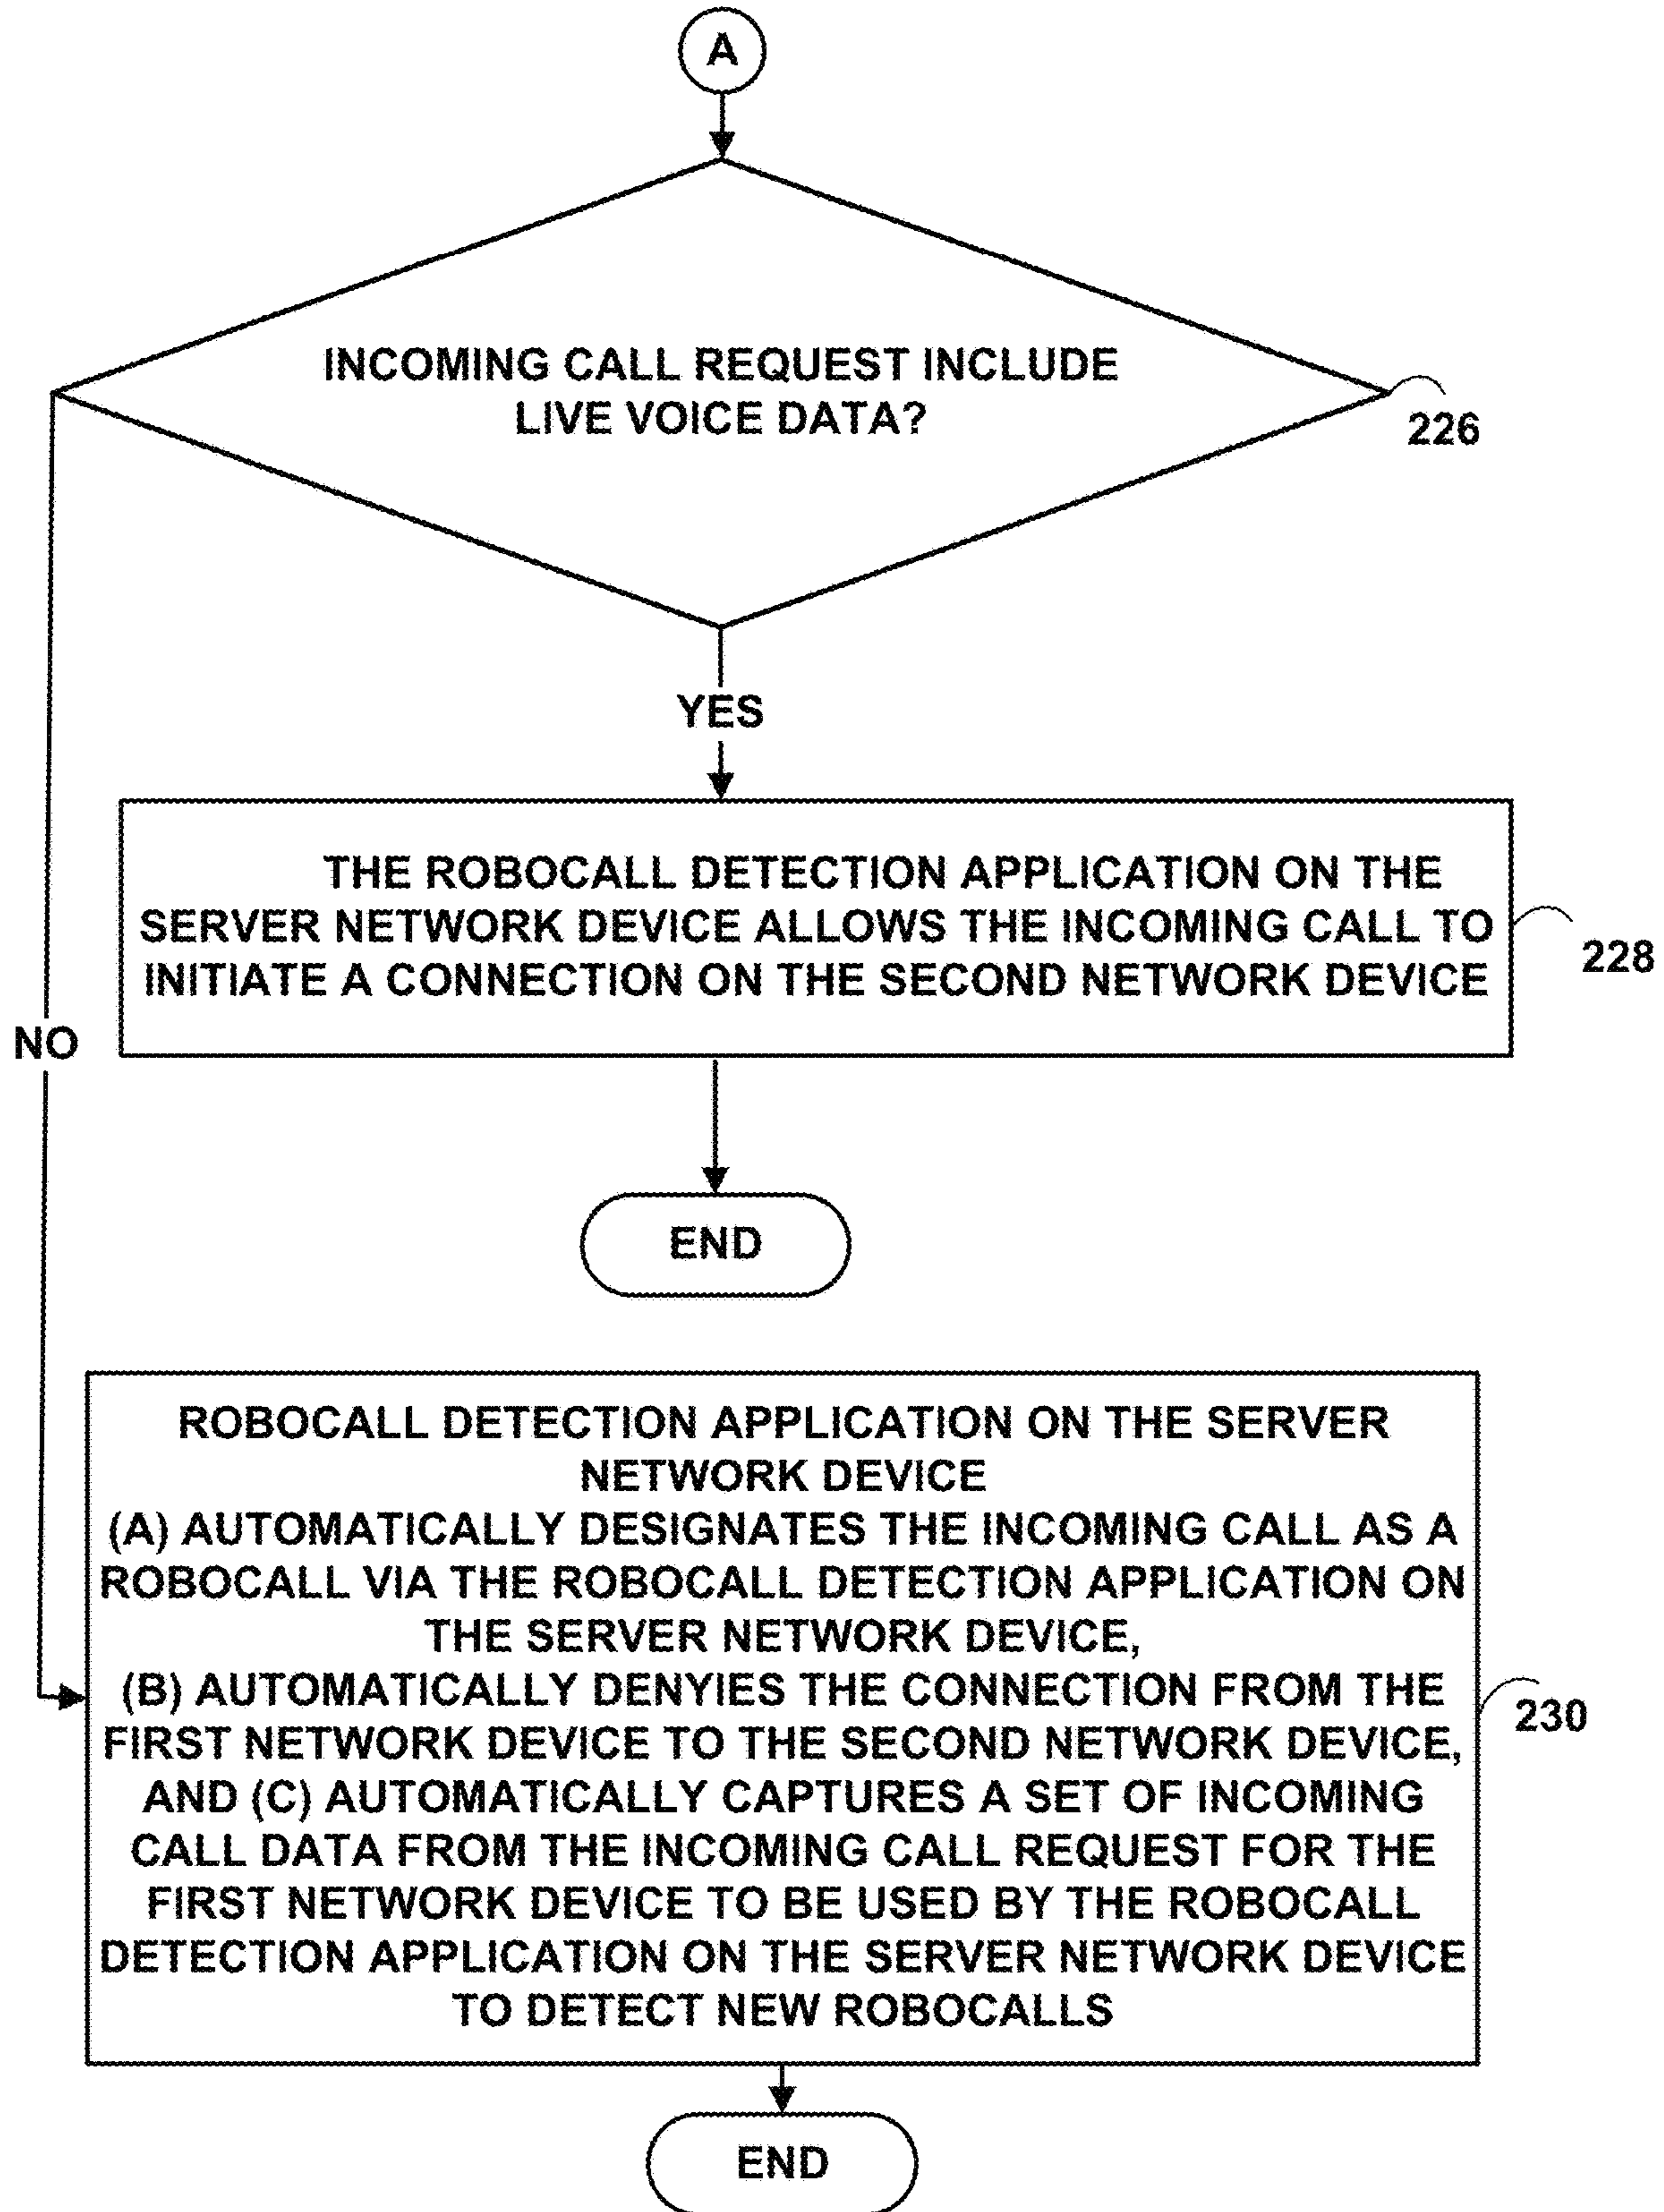 A
INCOMING CALL REQUEST INCLUDE
LIVE VOICE DATA?
226
YES
THE ROBOCALL DETECTION APPLICATION ON THE
SERVER NETWORK DEVICE ALLOWS THE INCOMING CALL TO
INITIATE A CONNECTION ON THE SECOND NETWORK DEVICE
228
NO
END
ROBOCALL DETECTION APPLICATION ON THE SERVER
NETWORK DEVICE
(A) AUTOMATICALLY DESIGNATES THE INCOMING CALL AS A
ROBOCALL VIA THE ROBOCALL DETECTION APPLICATION ON
THE SERVER NETWORK DEVICE,
(B) AUTOMATICALLY DENYIES THE CONNECTION FROM THE
FIRST NETWORK DEVICE TO THE SECOND NETWORK DEVICE,
AND (C) AUTOMATICALLY CAPTURES A SET OF INCOMING
CALL DATA FROM THE INCOMING CALL REQUEST FOR THE
FIRST NETWORK DEVICE TO BE USED BY THE ROBOCALL
DETECTION APPLICATION ON THE SERVER NETWORK DEVICE
TO DETECT NEW ROBOCALLS
230
END